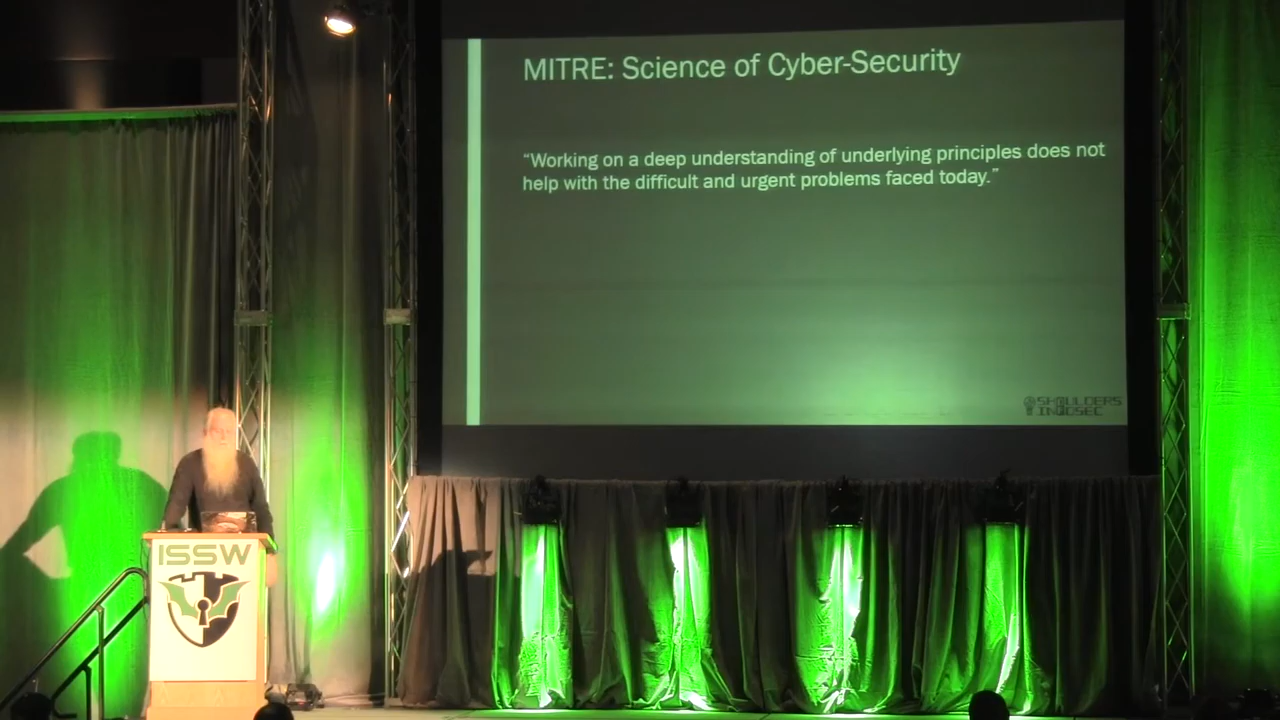 MITRE: Science of Cyber-Security
“Working on a deep understanding of underlying principles does not
help with the difficult and urgent problems faced today.”
SHOULDERS
INFOSEC
ISSW